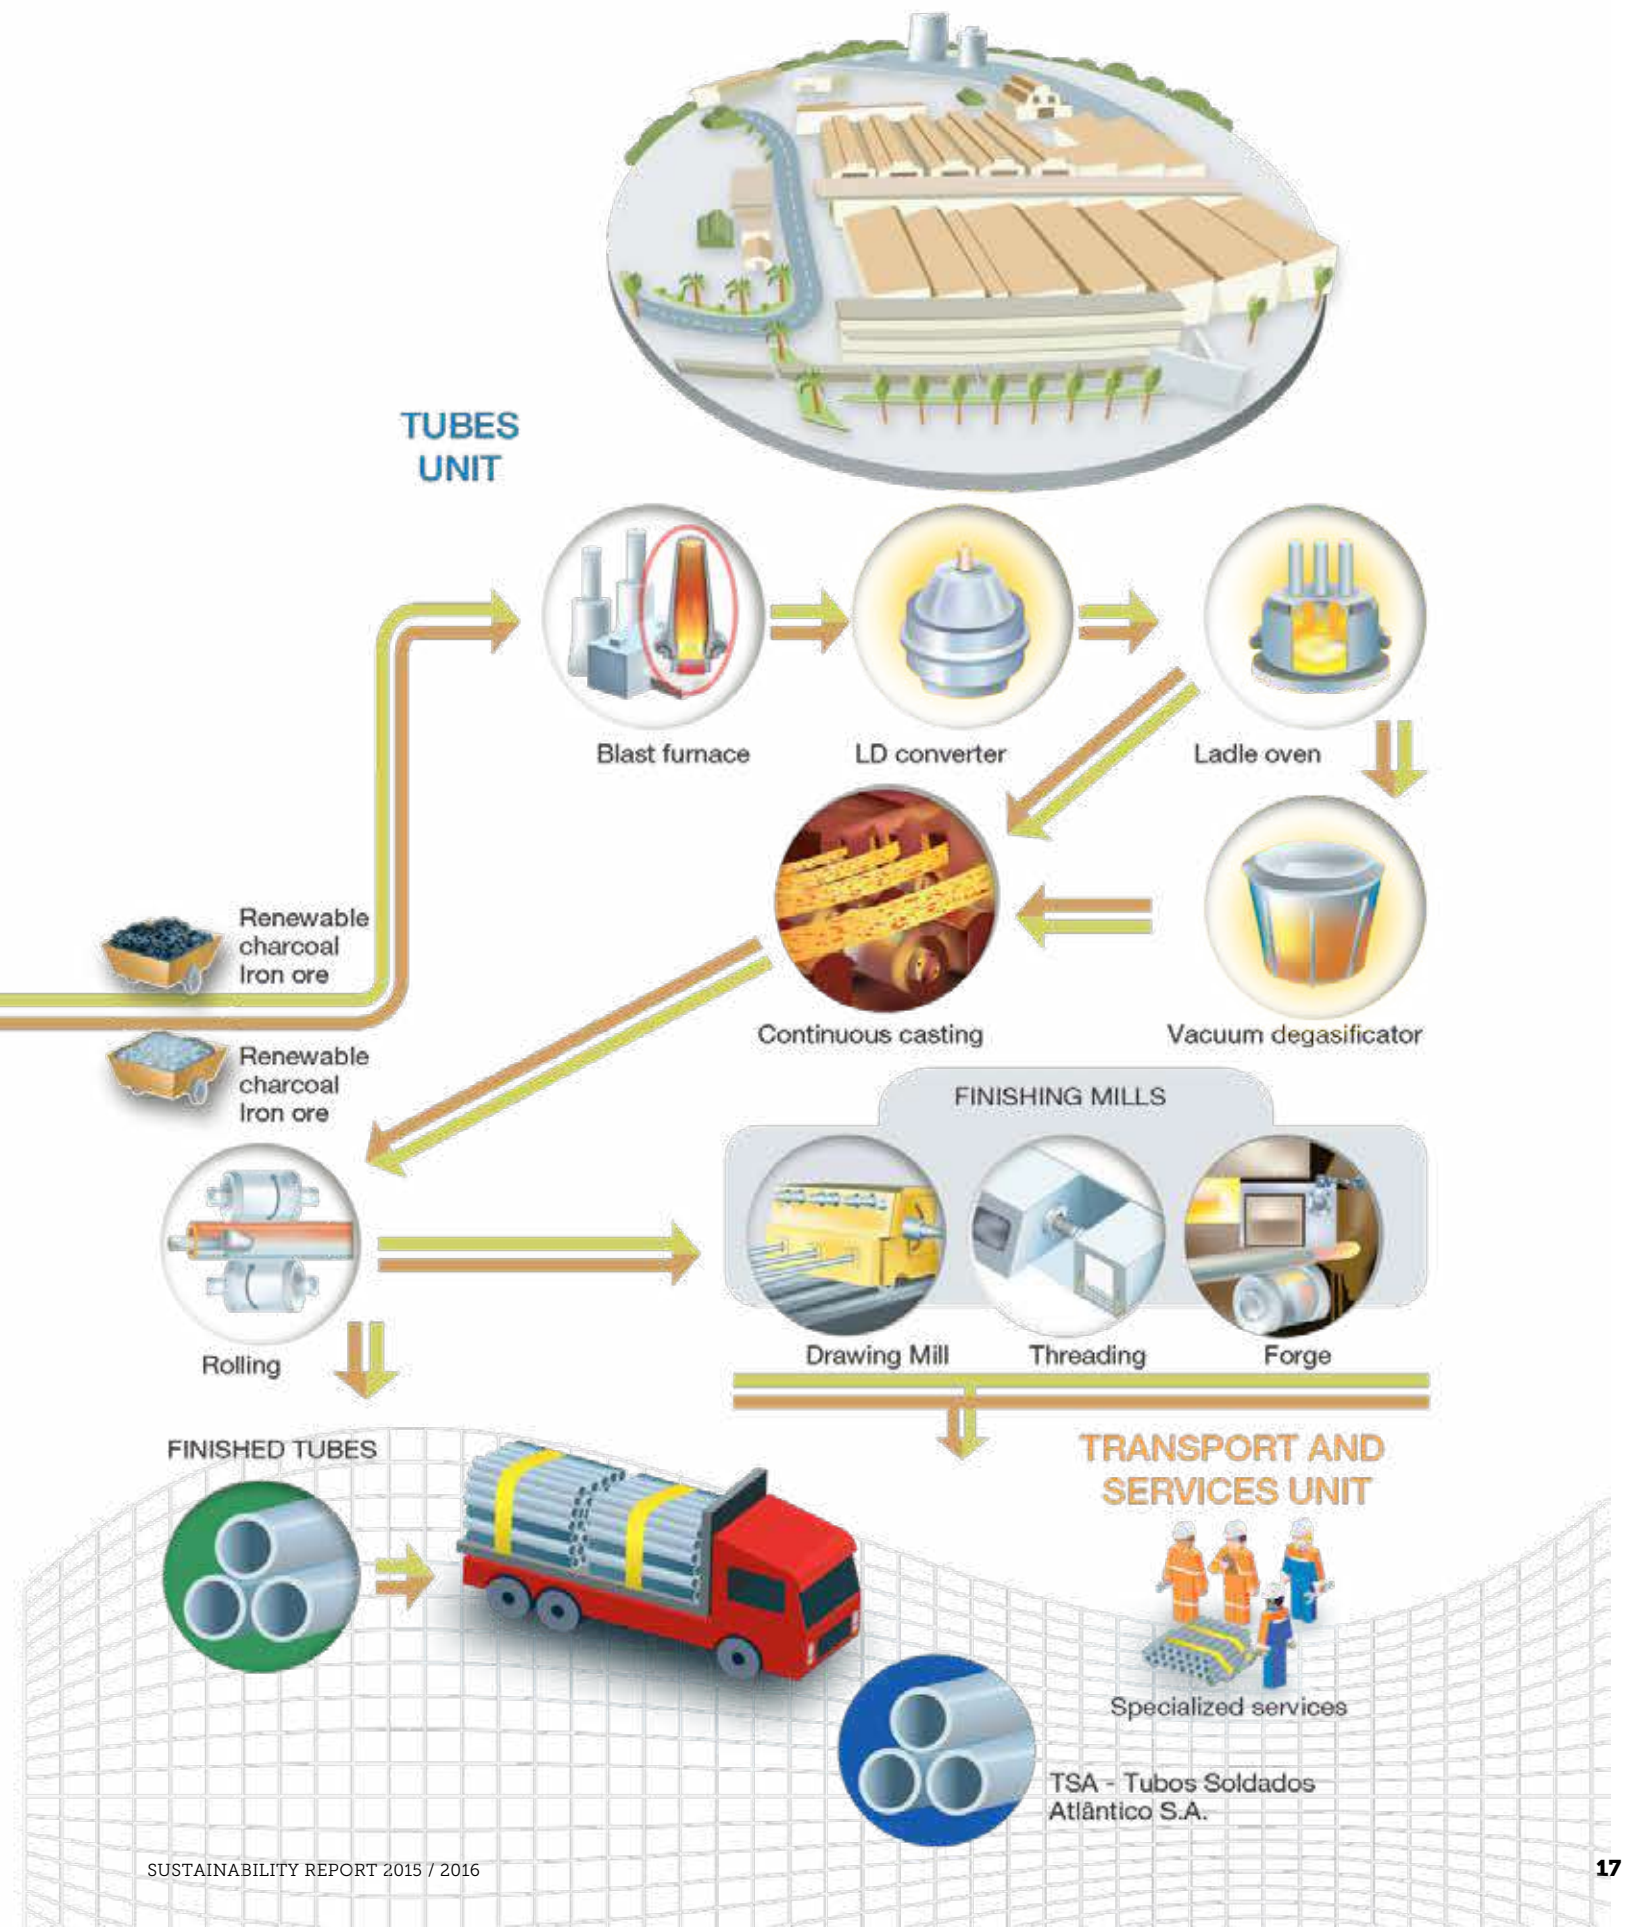 TUBES
UNIT
Blast furnace
LD converter
Ladle oven
Renewable
charcoal
Iron ore
Continuous casting
Vacuum degasificator
Renewable
charcoal
Iron ore
FINISHING MILLS
Rolling
Drawing Mill
Threading
Forge
FINISHED TUBES
TRANSPORT AND
SERVICES UNIT
Specialized services
TSA - Tubos Soldados
Atlântico S.A.
SUSTAINABILITY REPORT 2015 / 2016
17